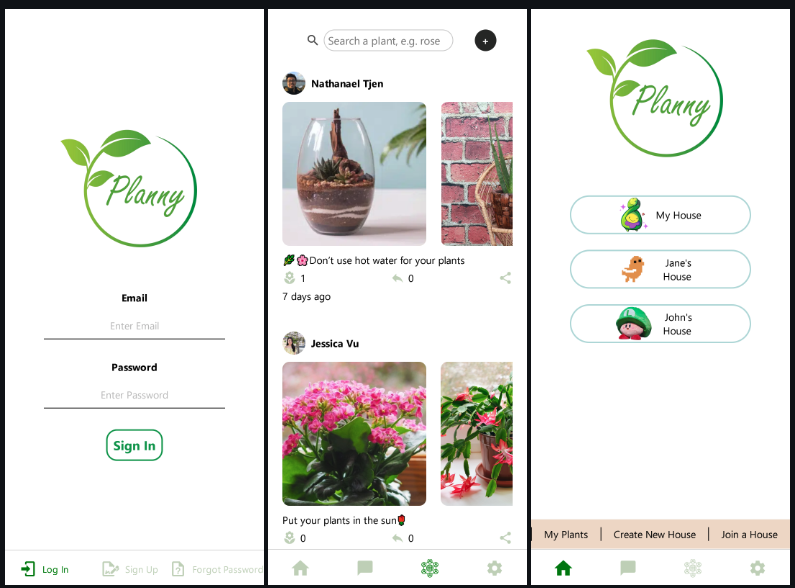 Planny
Email
Enter Email
Password
Enter Password
Sign In
Log In
Sign Up
Forgot Password
Search a plant, e.g. rose
+
Nathanael Tjen
Don't use hot water for your plants
1
0
7 days ago
Jessica Vu
Put your plants in the sun
0
0
Planny
My House
Jane's
House
John's
House
My Plants
Create New House
Join a House